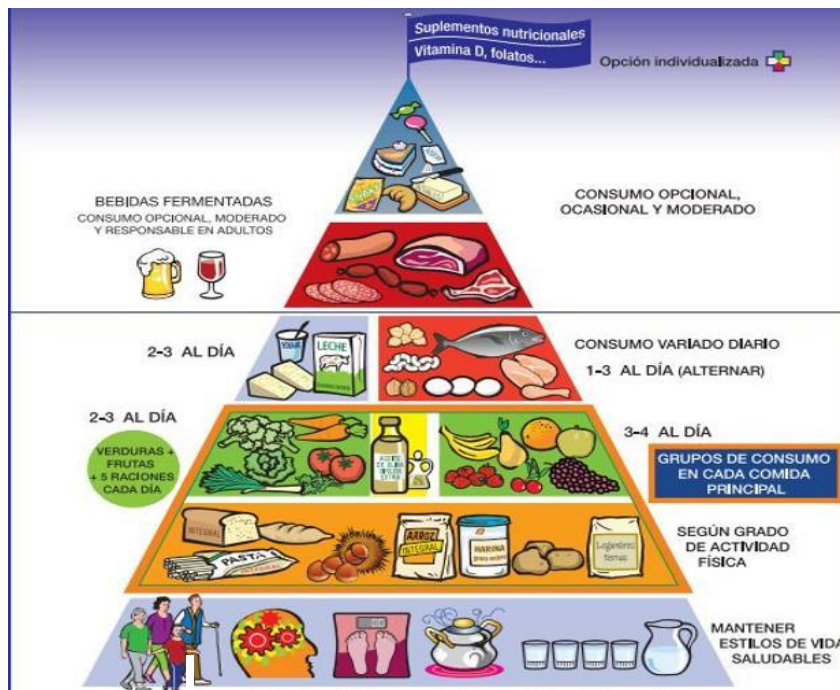 Suplementos nutricionales
Vitamina D, folatos...
Opción individualizada
BEBIDAS FERMENTADAS
CONSUMO OPCIONAL, MODERADO
Y RESPONSABLE EN ADULTOS
CONSUMO OPCIONAL,
OCASIONAL Y MODERADO
2-3 AL DÍA
LECHE
CONSUMO VARIADO DIARIO
1-3 AL DÍA (ALTERNAR)
2-3 AL DÍA
VERDURAS +
FRUTAS
+ 5 RACIONES
CADA DÍA
ACEITE
DE OLIVA
VIRGEN
EXTRA
3-4 AL DÍA
GRUPOS DE CONSUMO
EN CADA COMIDA
PRINCIPAL
INTEGRAL
PASTA
INTEGRAL
ARROZ
INTEGRAL
HARINA
Legumbres
tiernas
SEGÚN GRADO
DE ACTIVIDAD
FÍSICA
MANTENER
ESTILOS DE VIDA
SALUDABLES